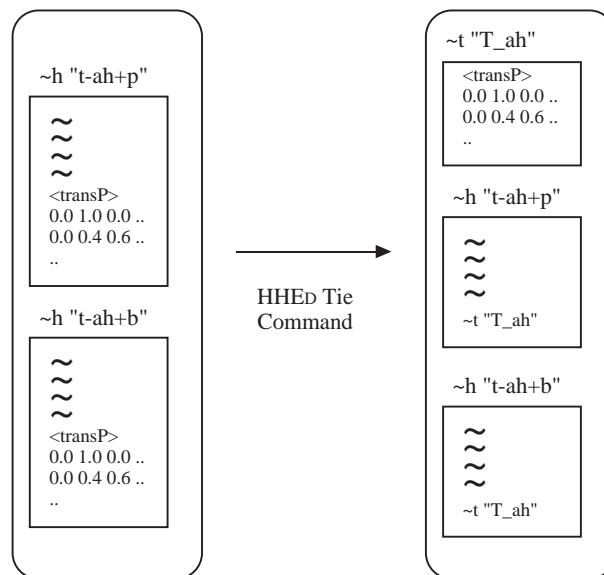 ~h "t-ah+p"
~
~
~
~
<transP>
0.0 1.0 0.0 ..
0.0 0.4 0.6 ..
..
~h "t-ah+b"
~
~
~
~
<transP>
0.0 1.0 0.0 ..
0.0 0.4 0.6 ..
..
HHED Tie
Command
~t "T_ah"
<transP>
0.0 1.0 0.0 ..
0.0 0.4 0.6 ..
..
~h "t-ah+p"
~
~
~
~
~t "T_ah"
~h "t-ah+b"
~
~
~
~
~t "T_ah"